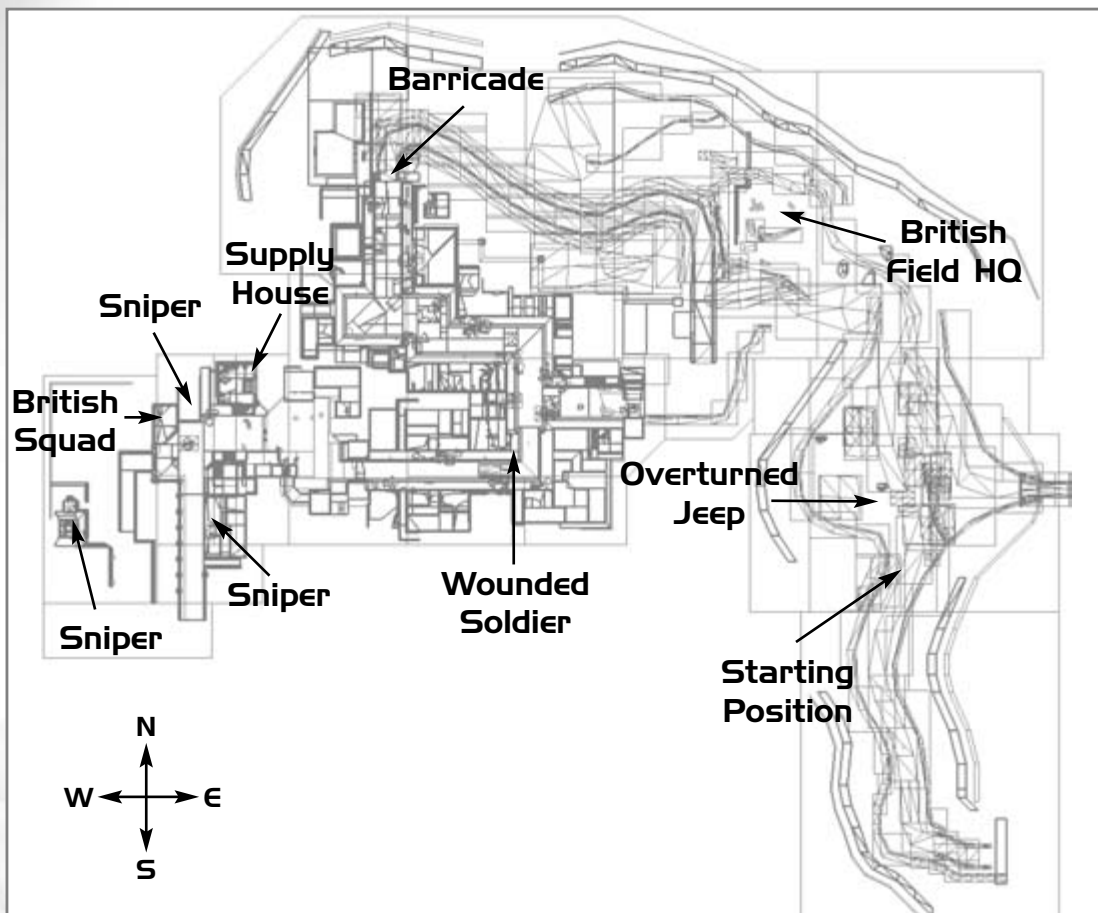 Barricade
British
Field HQ
Supply
House
Sniper
British
Squad
Overturned
Jeep
Sniper
Wounded
Soldier
Sniper
Starting
Position
N
W E
S